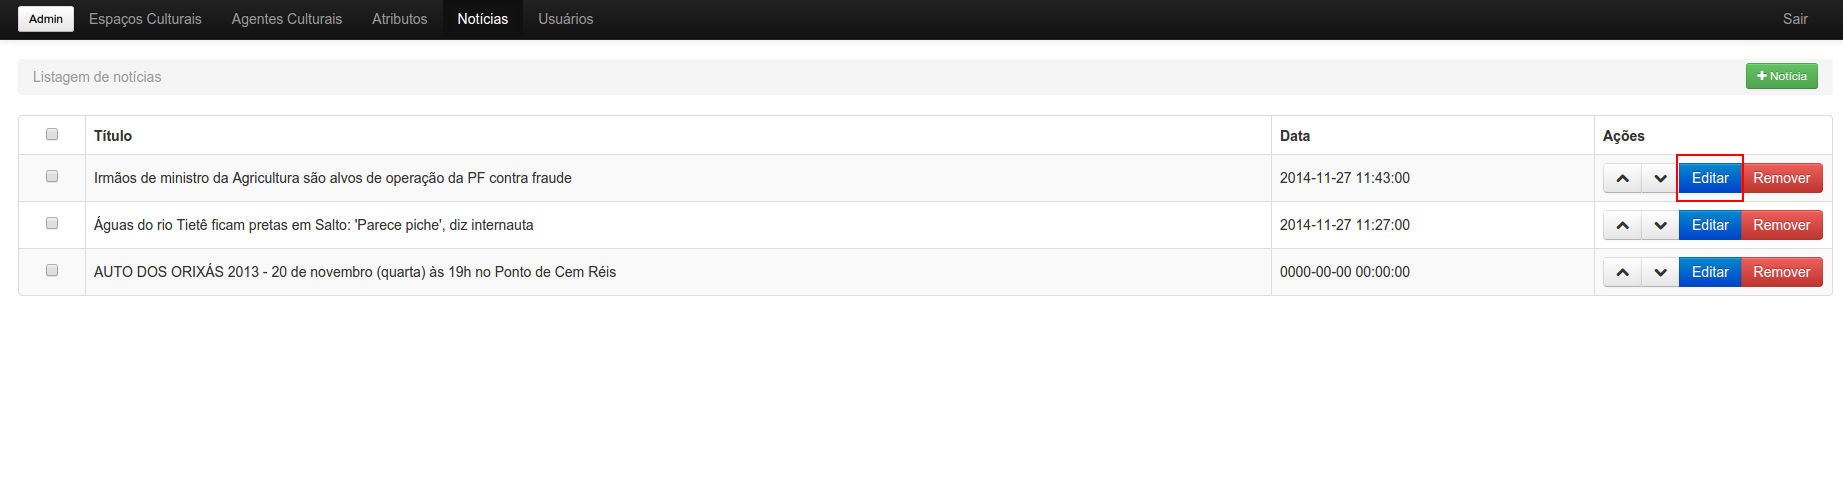 Admin Espaços Culturais Agentes Culturais Atributos Notícias Usuários Sair
Listagem de notícias Notícia
Título Data Ações
Irmãos de ministro da Agricultura são alvos de operação da PF contra fraude 2014-11-27 11:43:00 Editar Remover
Águas do rio Tietê ficam pretas em Salto: 'Parece piche', diz internauta 2014-11-27 11:27:00 Editar Remover
AUTO DOS ORIXÁS 2013 - 20 de novembro (quarta) às 19h no Ponto de Cem Réis 0000-00-00 00:00:00 Editar Remover